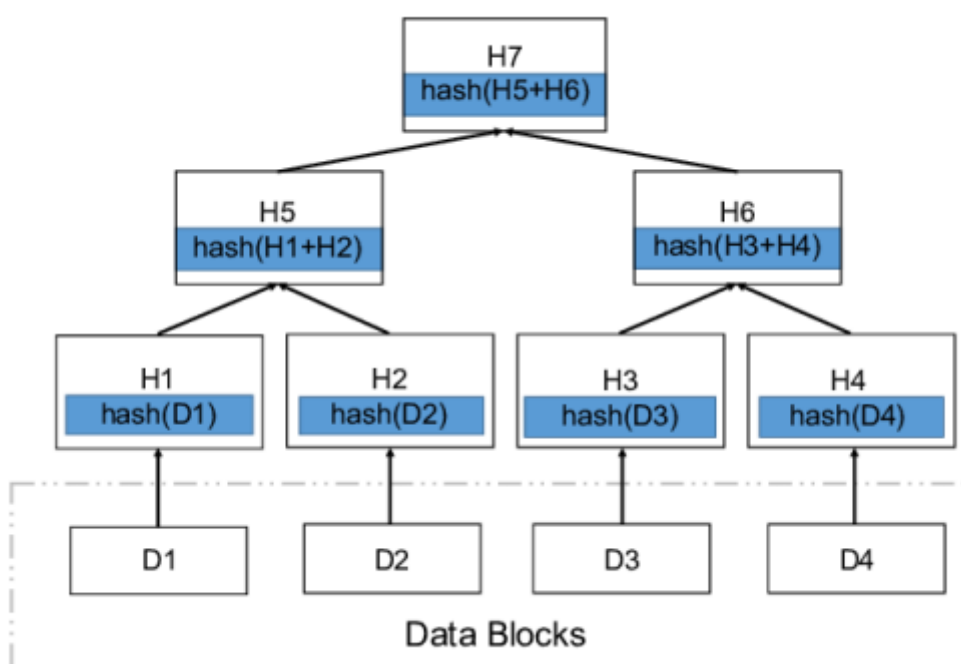 H7
hash(H5+H6)
H5
hash(H1+H2)
H6
hash(H3+H4)
H1
hash(D1)
H2
hash(D2)
H3
hash(D3)
H4
hash(D4)
D1
D2
D3
D4
Data Blocks